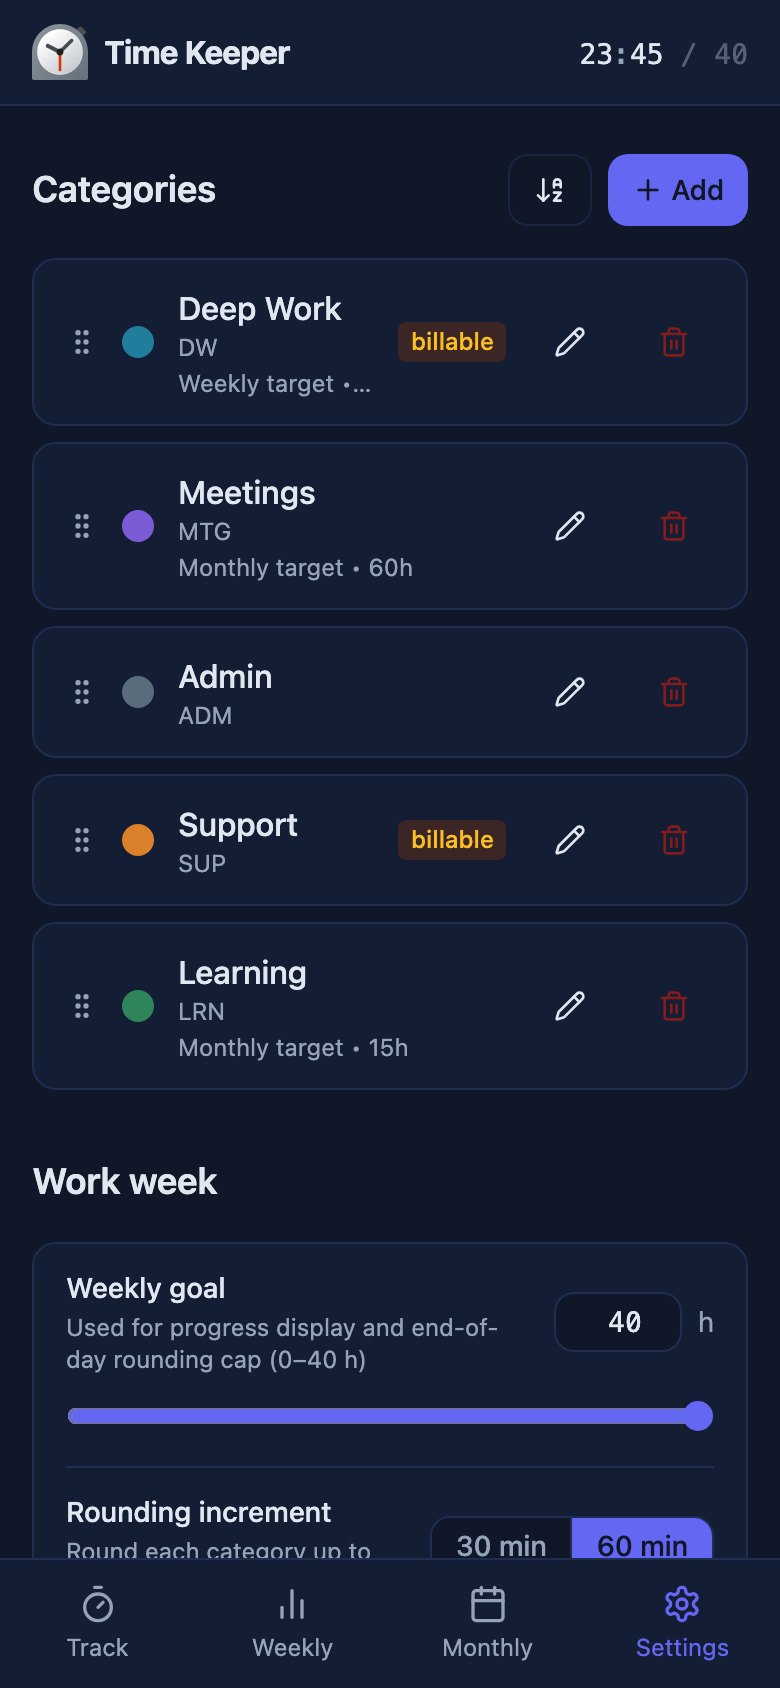 Time Keeper
23:45 / 40
Categories
Add
Deep Work
DW
Weekly target •...
billable
Meetings
MTG
Monthly target • 60h
Admin
ADM
Support
SUP
billable
Learning
LRN
Monthly target • 15h
Work week
Weekly goal
Used for progress display and end-of-
day rounding cap (0–40 h)
40 h
Rounding increment
Round each category up to
30 min
60 min
Track
Weekly
Monthly
Settings